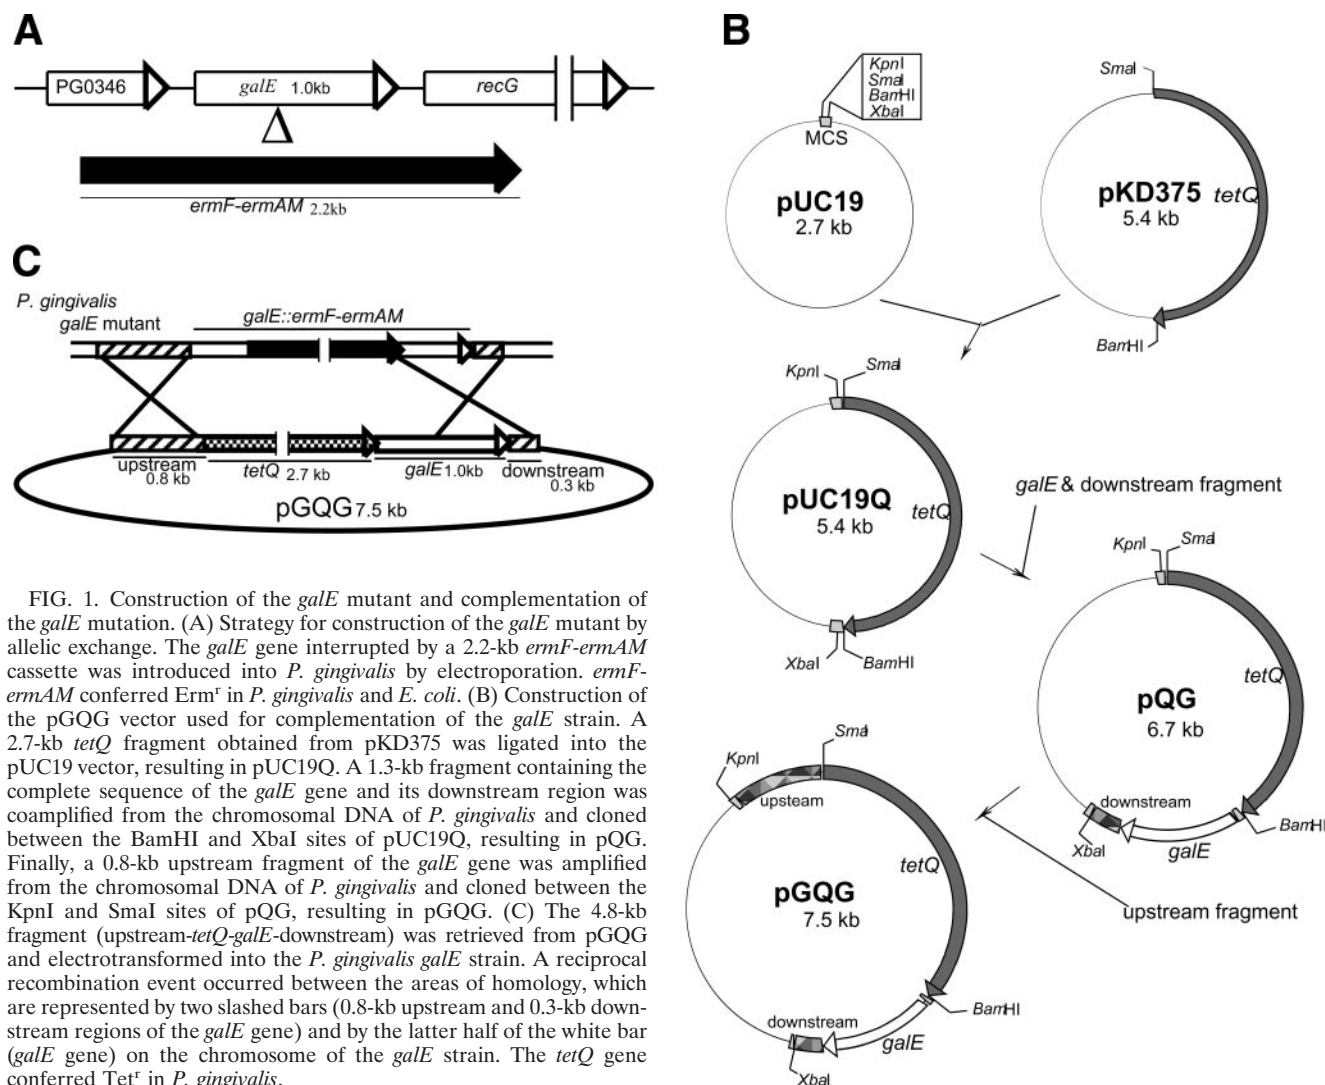 A
PG0346
galE 1.0kb
recG
ermF-ermAM 2.2kb
C
P. gingivalis
galE mutant
galE::ermF-ermAM
upstream
0.8 kb
tetQ 2.7 kb
galE1.0kb
downstream
0.3 kb
pGQG 7.5 kb
FIG. 1. Construction of the galE mutant and complementation of
the galE mutation. (A) Strategy for construction of the galE mutant by
allelic exchange. The galE gene interrupted by a 2.2-kb ermF-ermAM
cassette was introduced into P. gingivalis by electroporation. ermF-
ermAM conferred Ermʳ in P. gingivalis and E. coli. (B) Construction of
the pGQG vector used for complementation of the galE strain. A
2.7-kb tetQ fragment obtained from pKD375 was ligated into the
pUC19 vector, resulting in pUC19Q. A 1.3-kb fragment containing the
complete sequence of the galE gene and its downstream region was
coamplified from the chromosomal DNA of P. gingivalis and cloned
between the BamHI and XbaI sites of pUC19Q, resulting in pQG.
Finally, a 0.8-kb upstream fragment of the galE gene was amplified
from the chromosomal DNA of P. gingivalis and cloned between the
KpnI and SmaI sites of pQG, resulting in pGQG. (C) The 4.8-kb
fragment (upstream-tetQ-galE-downstream) was retrieved from pGQG
and electrotransformed into the P. gingivalis galE strain. A reciprocal
recombination event occurred between the areas of homology, which
are represented by two slashed bars (0.8-kb upstream and 0.3-kb down-
stream regions of the galE gene) and by the latter half of the white bar
(galE gene) on the chromosome of the galE strain. The tetQ gene
conferred Tetʳ in P. gingivalis.
B
KpnI
SmaI
BamHI
XbaI
MCS
pUC19
2.7 kb
SmaI
pKD375
5.4 kb
tetQ
BamHI
KpnI
SmaI
pUC19Q
5.4 kb
tetQ
XbaI
BamHI
galE & downstream fragment
KpnI
SmaI
tetQ
pQG
6.7 kb
downstream
XbaI
galE
BamHI
upstream fragment
KpnI
SmaI
upsteam
tetQ
pGQG
7.5 kb
BamHI
downstream
galE
XbaI